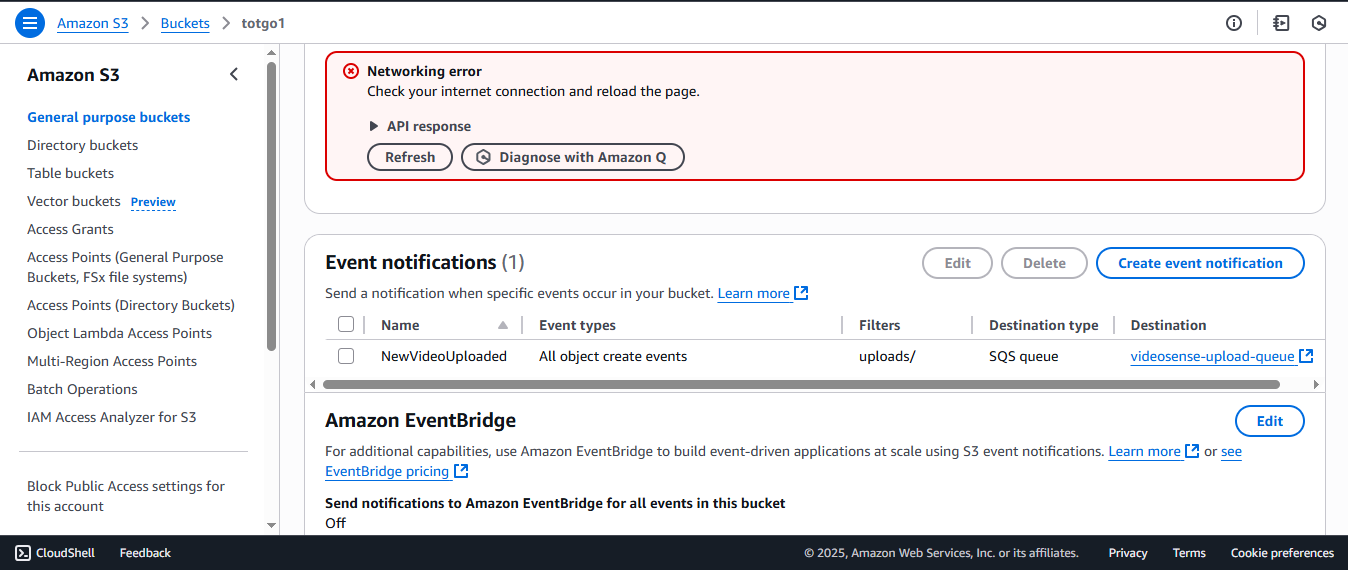 Amazon S3 > Buckets > totgo1
Amazon S3
General purpose buckets
Directory buckets
Table buckets
Vector buckets Preview
Access Grants
Access Points (General Purpose
Buckets, FSx file systems)
Access Points (Directory Buckets)
Object Lambda Access Points
Multi-Region Access Points
Batch Operations
IAM Access Analyzer for S3
Block Public Access settings for
this account
Networking error
Check your internet connection and reload the page.
API response
Refresh Diagnose with Amazon Q
Event notifications (1)
Edit Delete Create event notification
Send a notification when specific events occur in your bucket. Learn more
Name Event types Filters Destination type Destination
NewVideoUploaded All object create events uploads/ SQS queue videosense-upload-queue
Amazon EventBridge
Edit
For additional capabilities, use Amazon EventBridge to build event-driven applications at scale using S3 event notifications. Learn more or see
EventBridge pricing
Send notifications to Amazon EventBridge for all events in this bucket
Off
CloudShell Feedback © 2025, Amazon Web Services, Inc. or its affiliates. Privacy Terms Cookie preferences